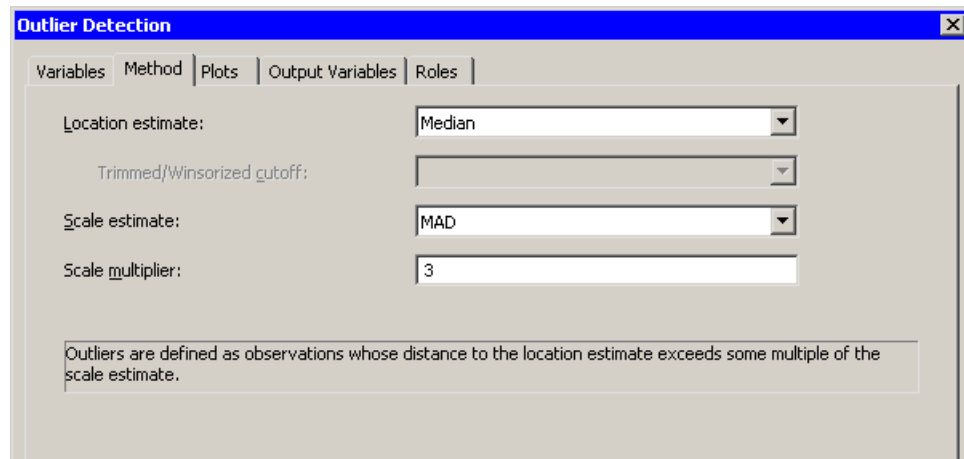 Outlier Detection
Variables Method Plots Output Variables Roles
Location estimate: Median
Trimmed/Winsorized cutoff:
Scale estimate: MAD
Scale multiplier: 3
Outliers are defined as observations whose distance to the location estimate exceeds some multiple of the
scale estimate.